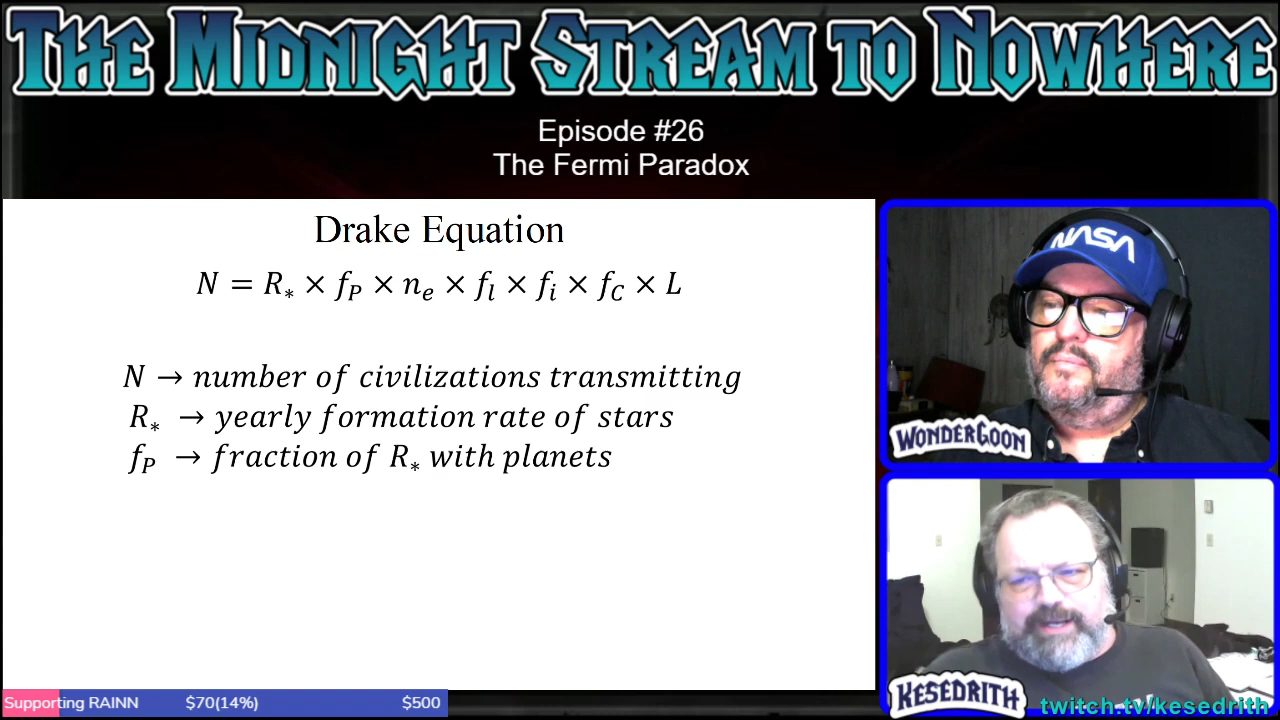 THE MIDNIGHT STREAM TO NOWHERE
Episode #26
The Fermi Paradox
Drake Equation
N = R* × fP × ne × fl × fi × fC × L
N → number of civilizations transmitting
R* → yearly formation rate of stars
fP → fraction of R* with planets
NASA
WONDERGOON
KESEDRITH
twitch.tv/kesedrith
Supporting RAINN $70(14%) $500